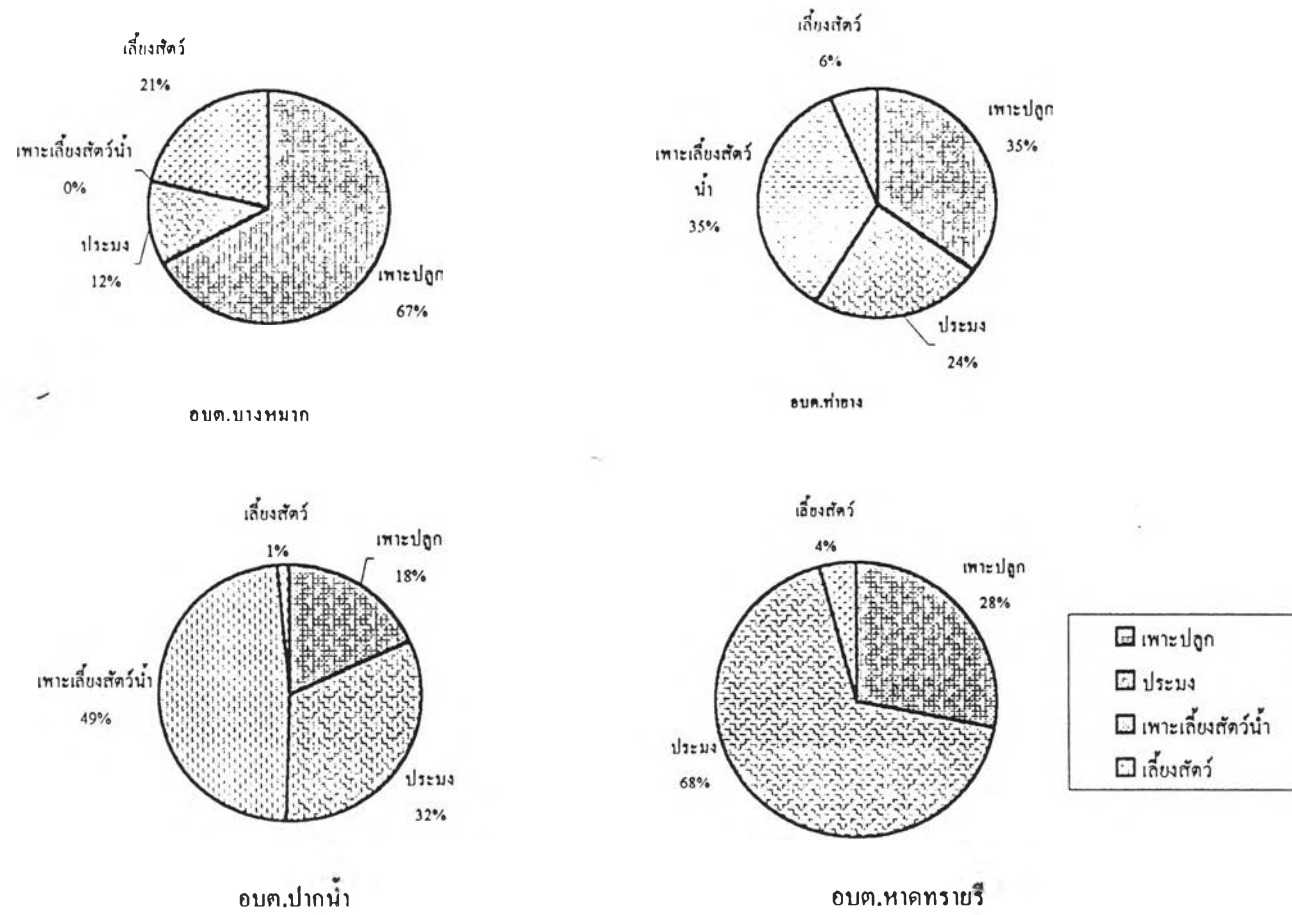 เลี้ยงสัตว์
21%
เพาะเลี้ยงสัตว์น้ำ
0%
ประมง
12%
เพาะปลูก
67%
อบต.บางหมาก
เลี้ยงสัตว์
6%
เพาะปลูก
35%
เพาะเลี้ยงสัตว์
น้ำ
35%
ประมง
24%
อบต.ท่ายาง
เลี้ยงสัตว์
1%
เพาะปลูก
18%
เพาะเลี้ยงสัตว์น้ำ
49%
ประมง
32%
อบต.ปากน้ำ
เลี้ยงสัตว์
4%
เพาะปลูก
28%
ประมง
68%
อบต.หาดทรายรี
เพาะปลูก
ประมง
เพาะเลี้ยงสัตว์น้ำ
เลี้ยงสัตว์